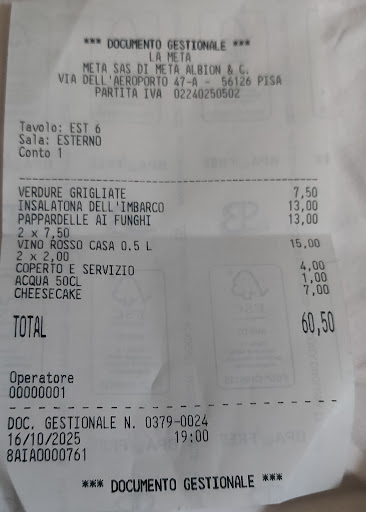 *** DOCUMENTO GESTIONALE ***
LA META
META SAS DI META ALBION & C.
VIA DELL'AEROPORTO 47-A - 56126 PISA
PARTITA IVA 02240250502
Tavolo: EST 6
Sala: ESTERNO
Conto 1
VERDURE GRIGLIATE 7,50
INSALATONA DELL'IMBARCO 13,00
PAPPARDELLE AI FUNGHI 13,00
2 x 7,50
VINO ROSSO CASA 0.5 L 15,00
2 x 2,00
COPERTO E SERVIZIO 4,00
ACQUA 50CL 1,00
CHEESECAKE 7,00
TOTAL 60,50
Operatore
00000001
DOC. GESTIONALE N. 0379-0024
16/10/2025 19:00
8AIA0000761
*** DOCUMENTO GESTIONALE ***